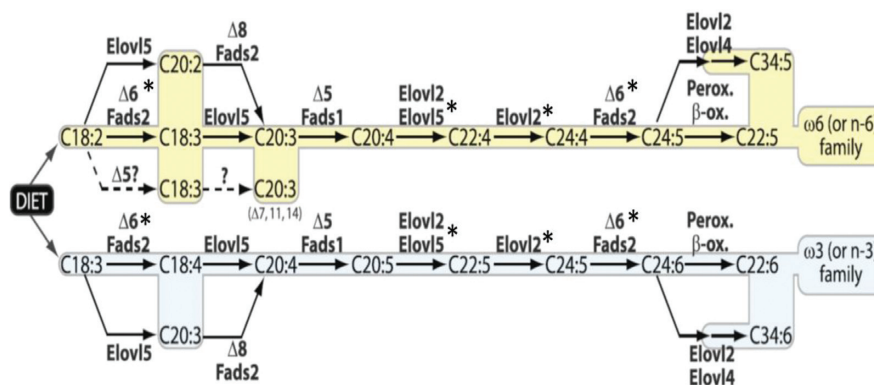 Elovl2
Elovl4
Δ8
Fads2
Elovl5
C20:2
C34:5
Δ6 *
Fads2
Δ5
Fads1
Elovl2
Elovl5 *
Elovl2 *
Δ6 *
Fads2
Perox.
β-ox.
C18:2
C18:3
Elovl5
C20:3
C20:4
C22:4
C24:4
C24:5
C22:5
ω6 (or n-6
family
Δ5?
C18:3
?
C20:3
(Δ7, 11, 14)
DIET
Δ6 *
Fads2
Elovl5
Δ5
Fads1
Elovl2
Elovl5 *
Elovl2 *
Δ6 *
Fads2
Perox.
β-ox.
C18:3
C18:4
C20:4
C20:5
C22:5
C24:5
C24:6
C22:6
ω3 (or n-3
family
C20:3
Elovl5
Δ8
Fads2
C34:6
Elovl2
Elovl4